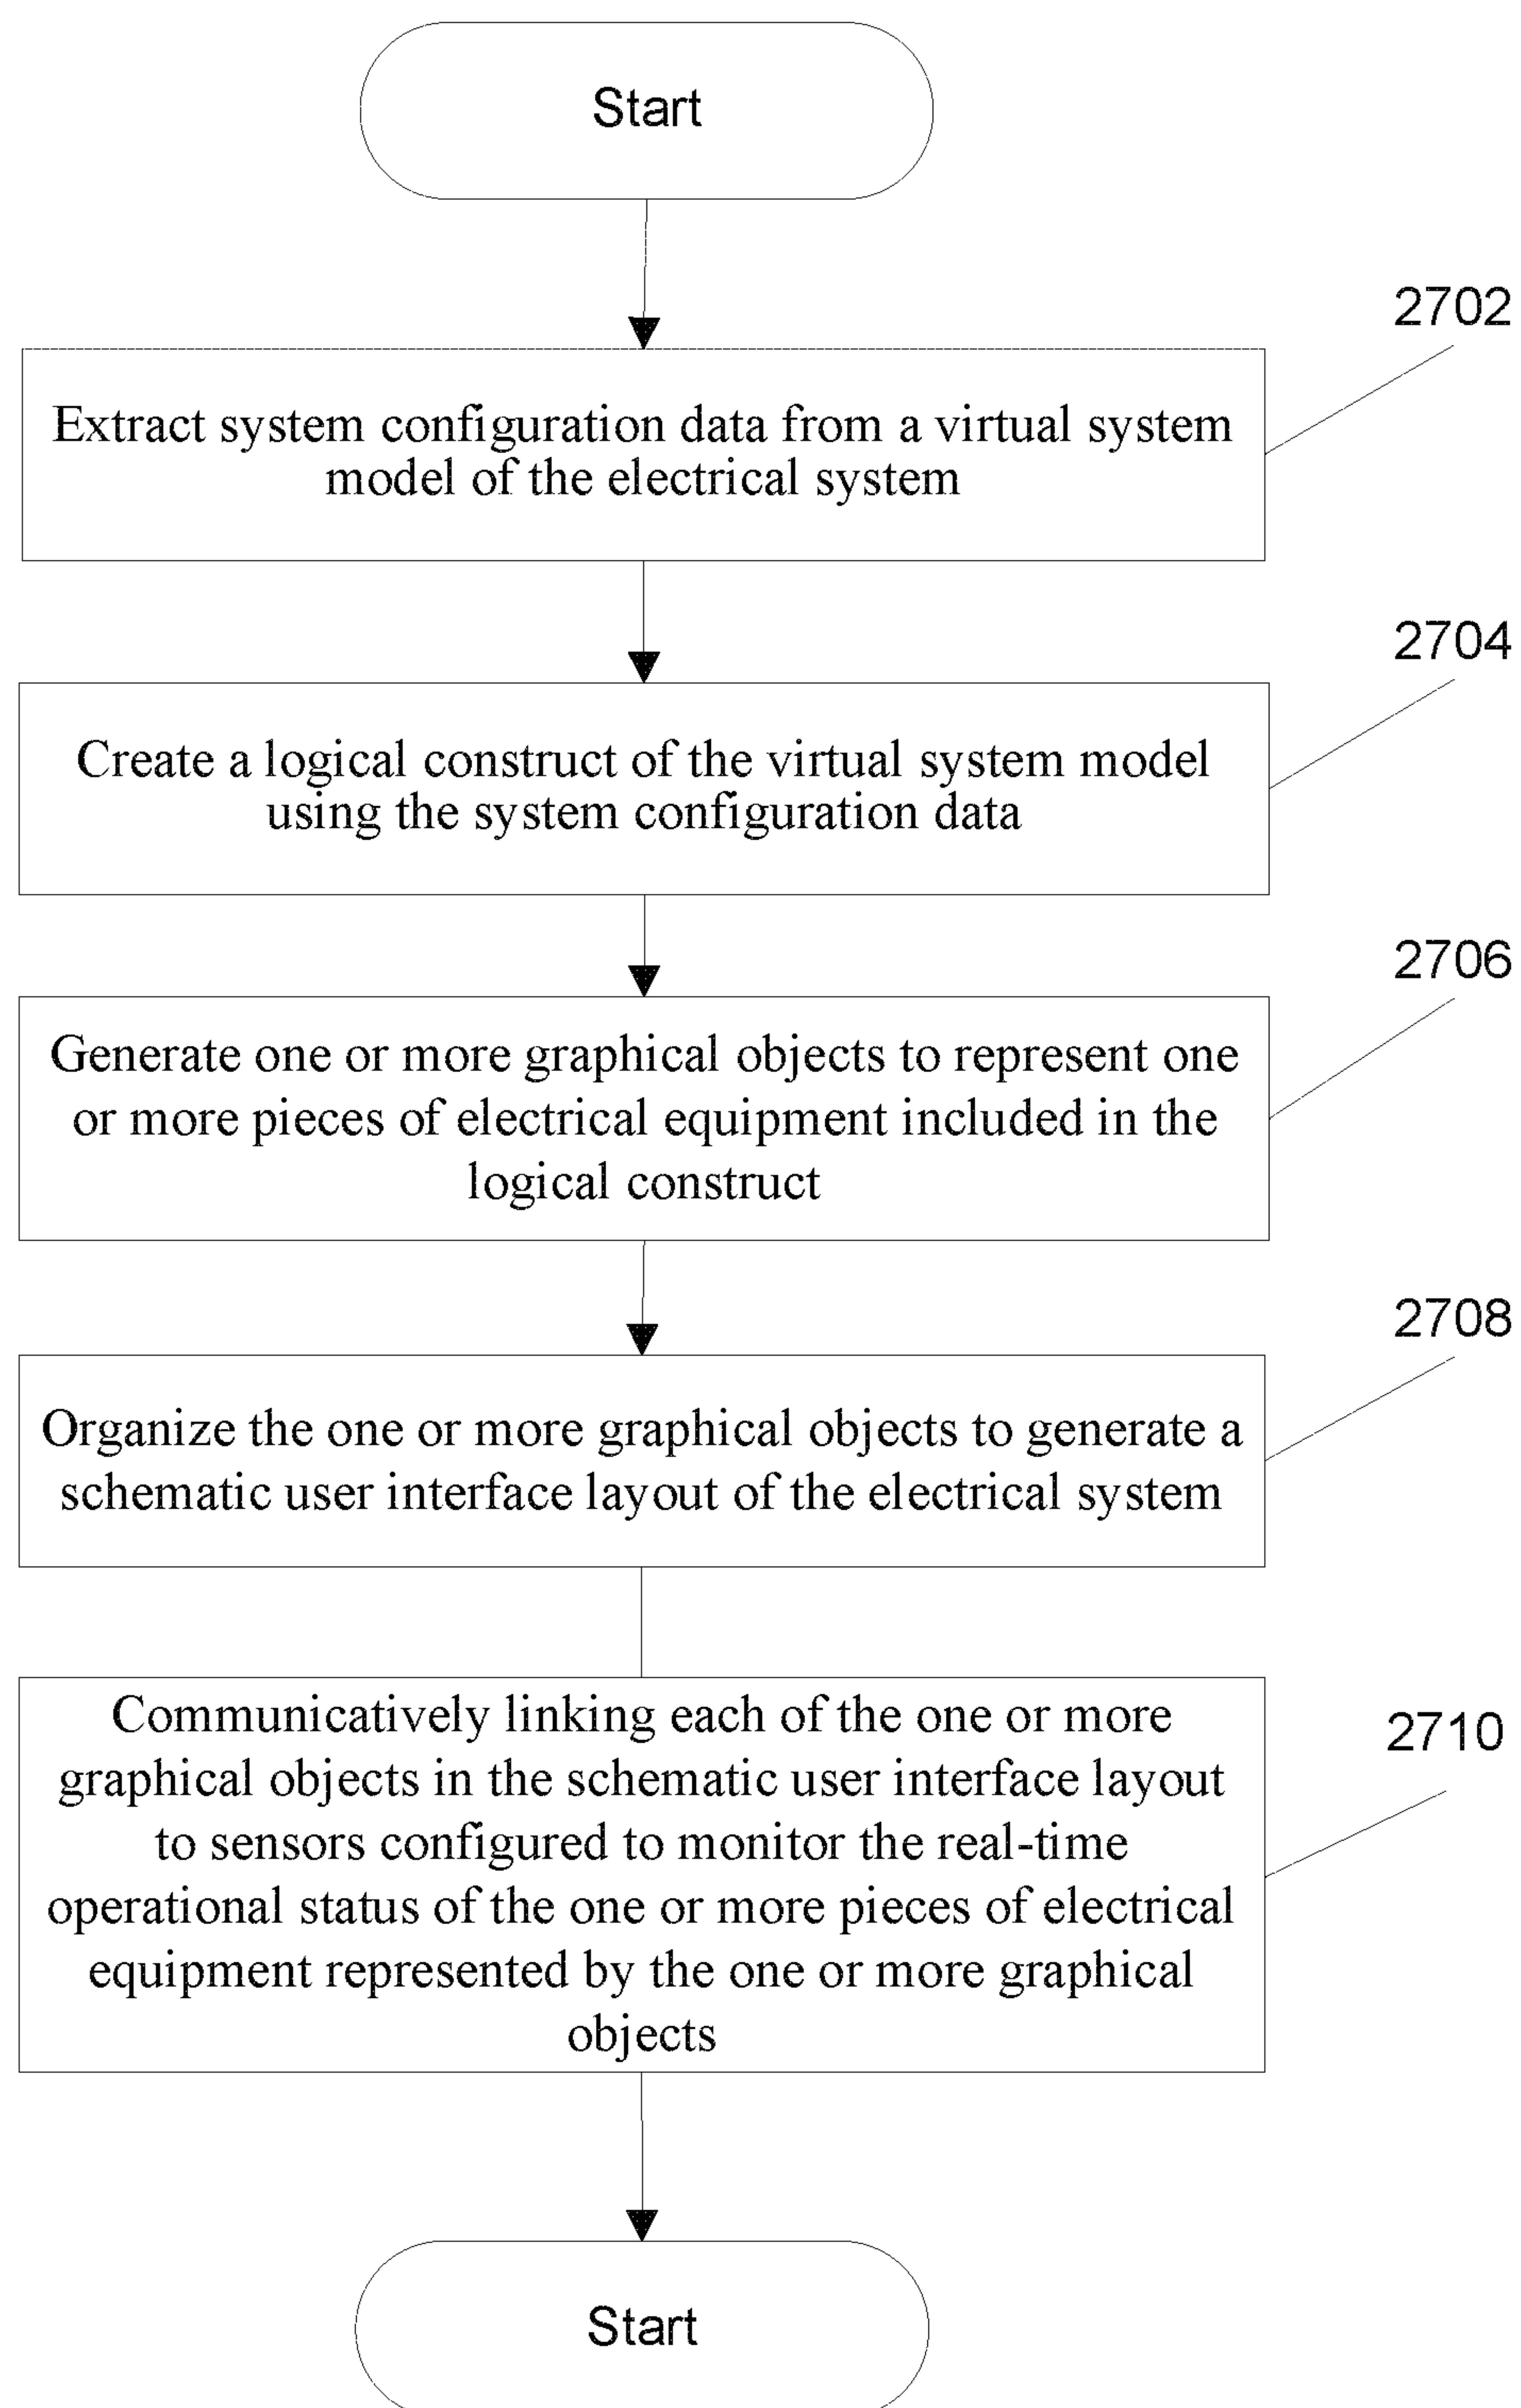 Start
2702
Extract system configuration data from a virtual system
model of the electrical system
2704
Create a logical construct of the virtual system model
using the system configuration data
2706
Generate one or more graphical objects to represent one
or more pieces of electrical equipment included in the
logical construct
2708
Organize the one or more graphical objects to generate a
schematic user interface layout of the electrical system
2710
Communicatively linking each of the one or more
graphical objects in the schematic user interface layout
to sensors configured to monitor the real-time
operational status of the one or more pieces of electrical
equipment represented by the one or more graphical
objects
Start